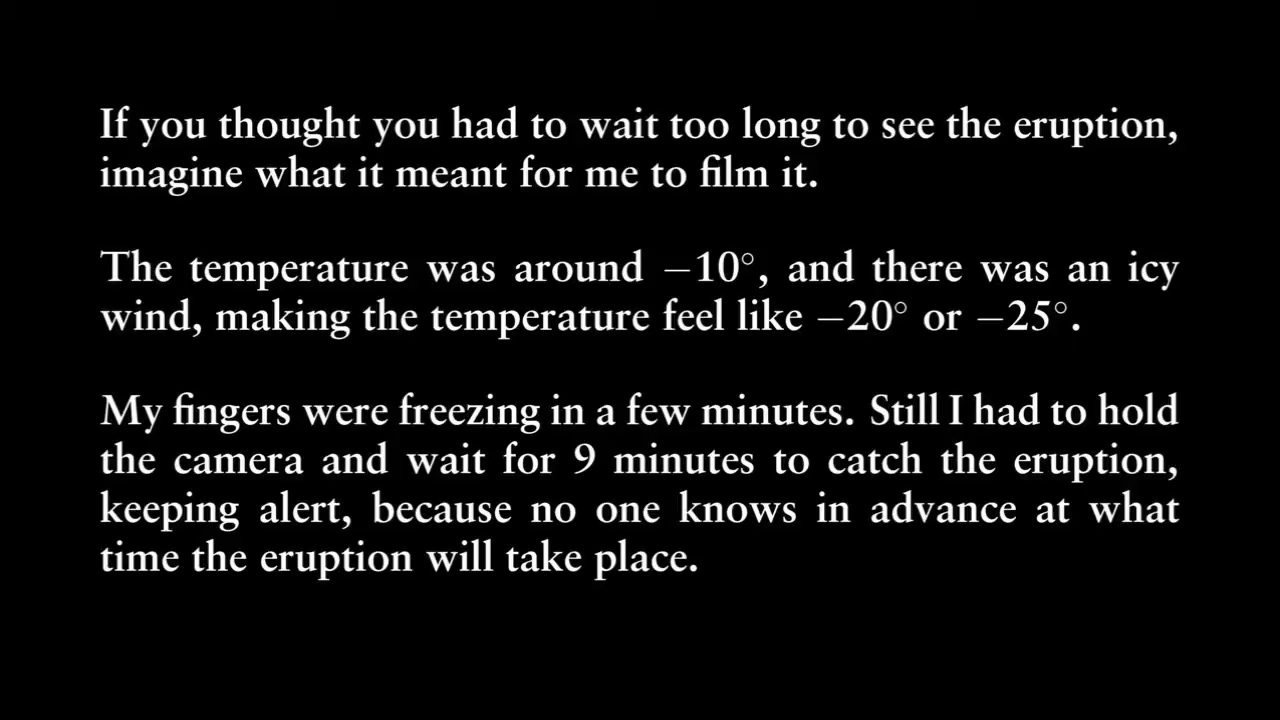 If you thought you had to wait too long to see the eruption,
imagine what it meant for me to film it.
The temperature was around −10°, and there was an icy
wind, making the temperature feel like −20° or −25°.
My fingers were freezing in a few minutes. Still I had to hold
the camera and wait for 9 minutes to catch the eruption,
keeping alert, because no one knows in advance at what
time the eruption will take place.